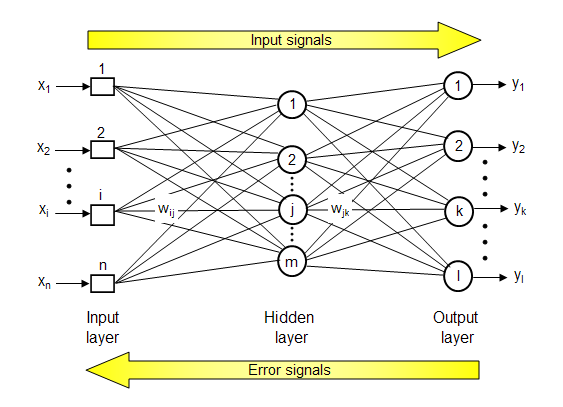 Input signals
1
x1
2
x2
i
xi
n
xn
wij
1
2
j
m
wjk
1
y1
2
y2
k
yk
l
yl
Input
layer
Hidden
layer
Output
layer
Error signals